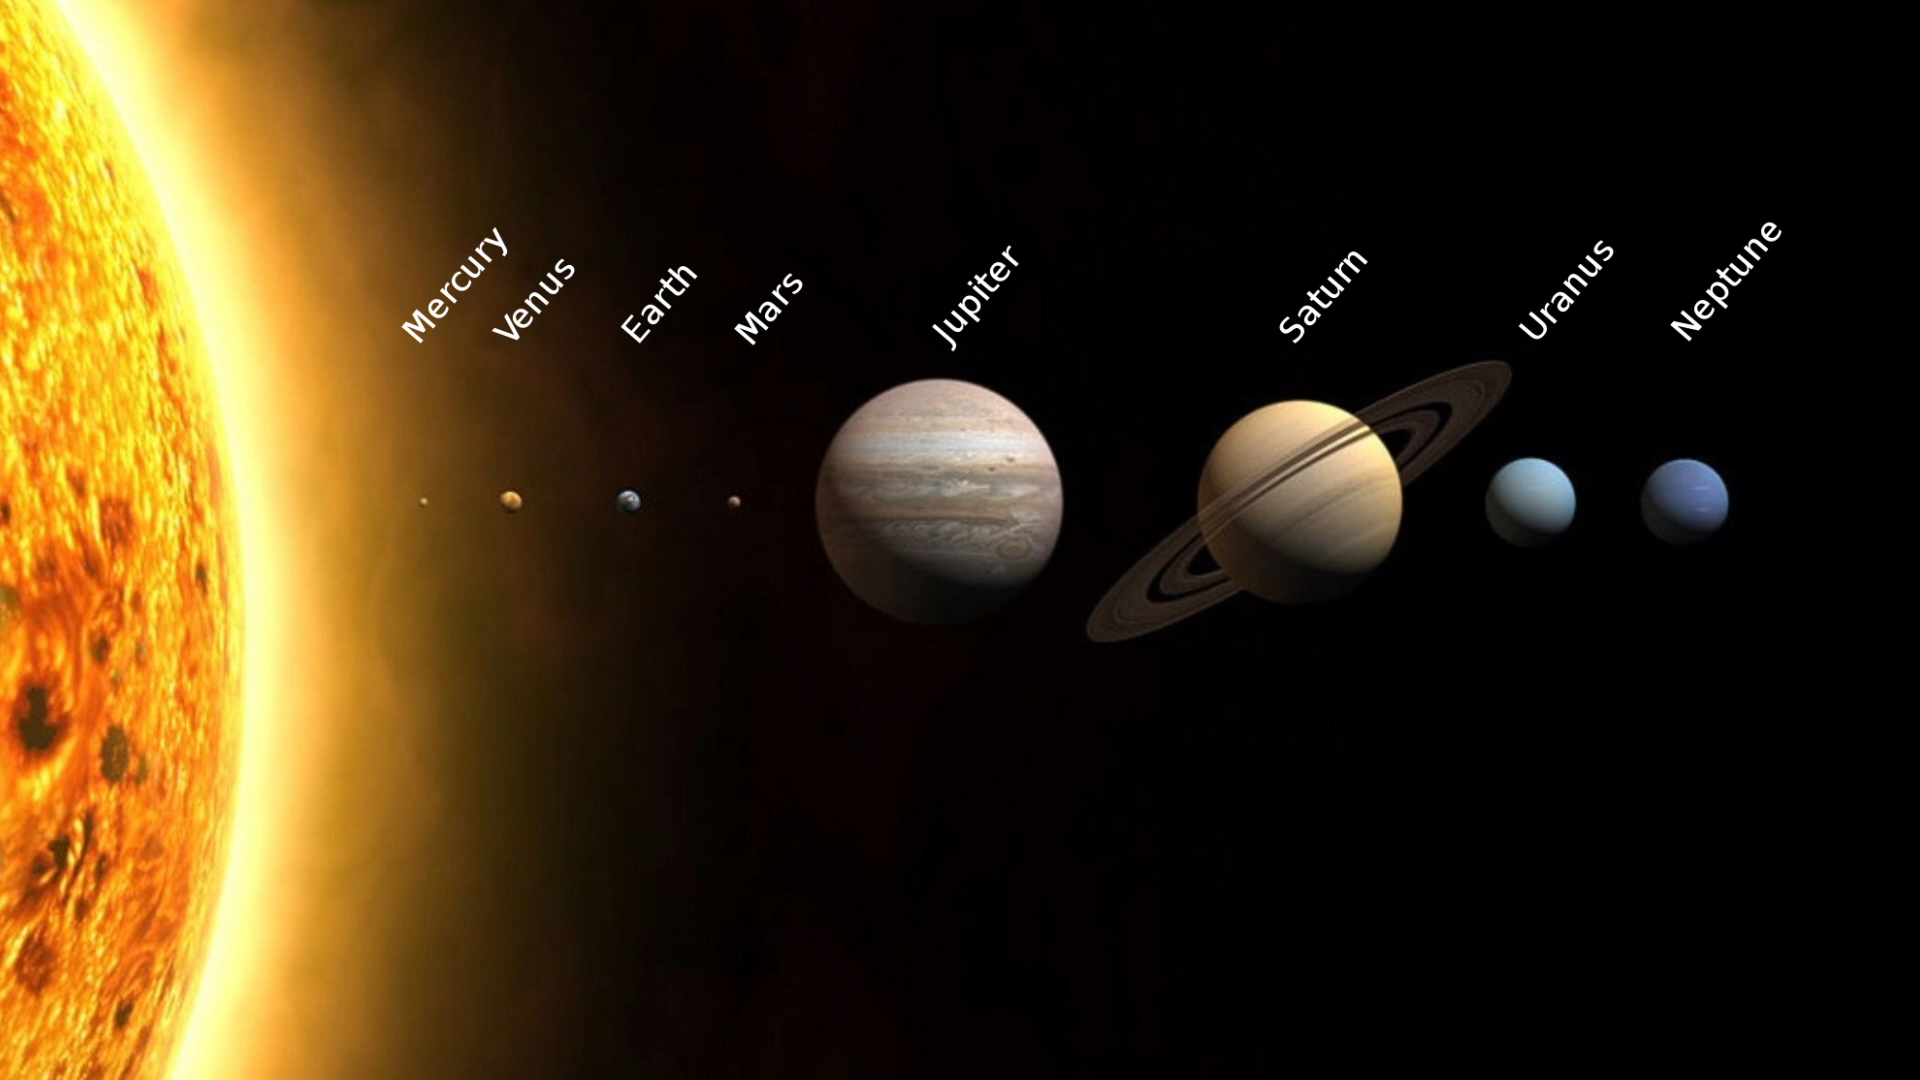 Mercury
Venus
Earth
Mars
Jupiter
Saturn
Uranus
Neptune